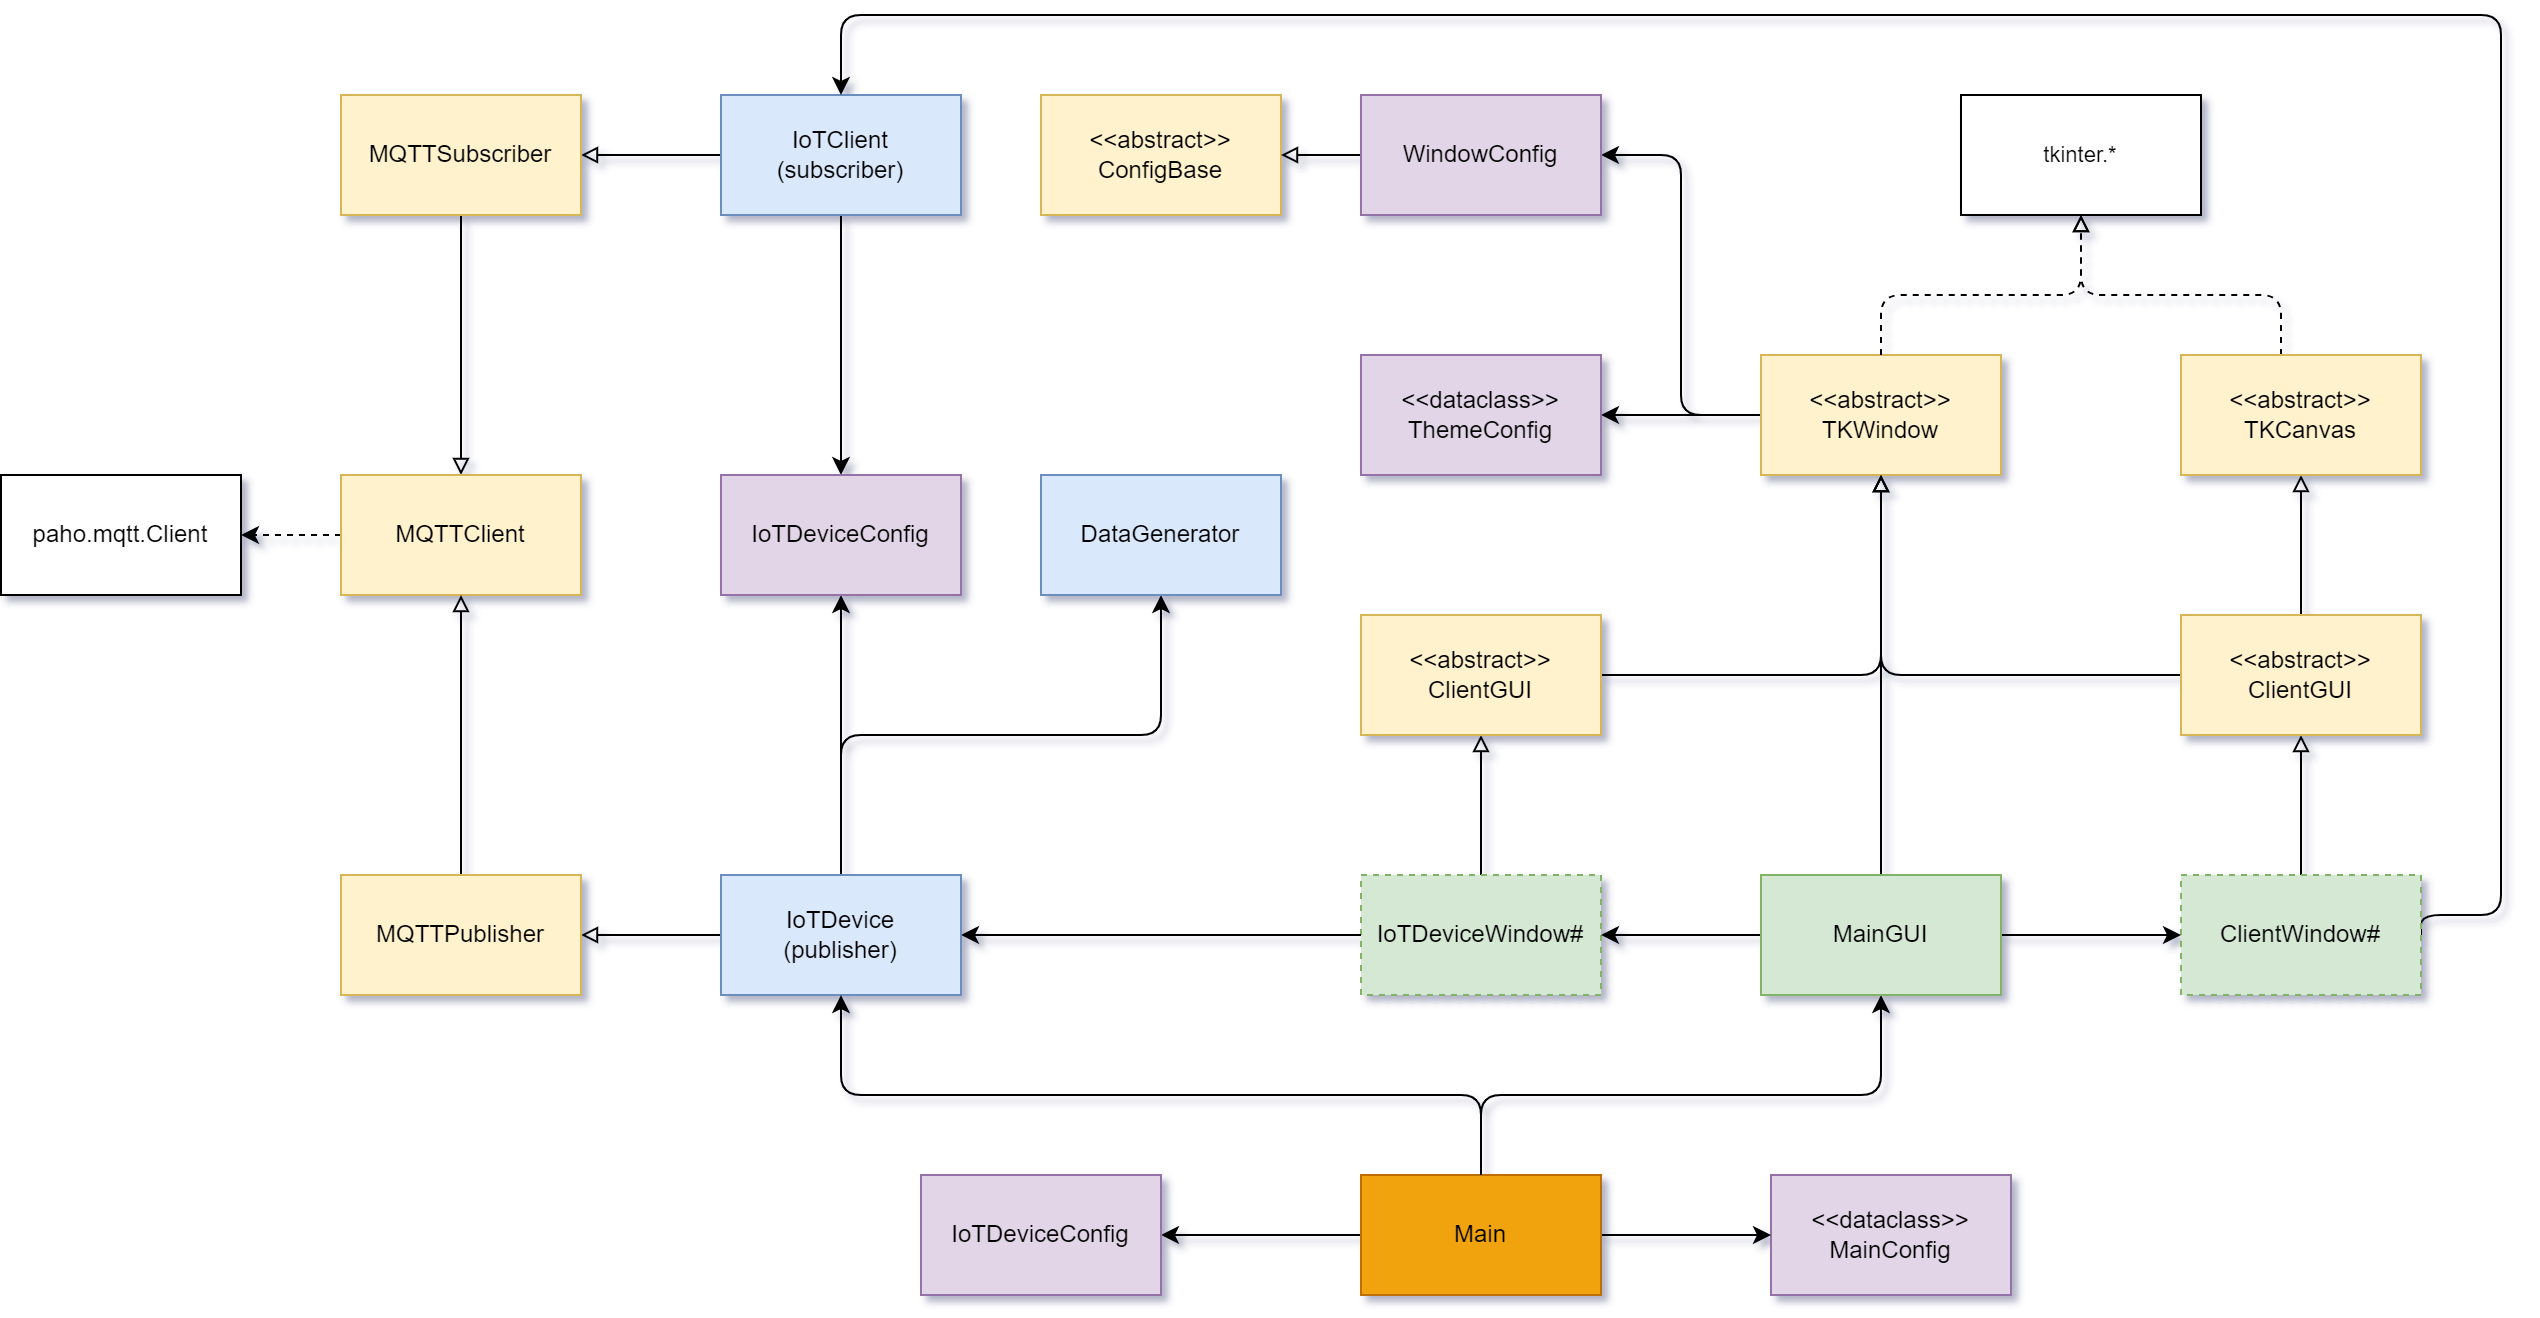 MQTTSubscriber
IoTClient
(subscriber)
<<abstract>>
ConfigBase
WindowConfig
tkinter.*
<<dataclass>>
ThemeConfig
<<abstract>>
TKWindow
<<abstract>>
TKCanvas
paho.mqtt.Client
MQTTClient
IoTDeviceConfig
DataGenerator
<<abstract>>
ClientGUI
<<abstract>>
ClientGUI
MQTTPublisher
IoTDevice
(publisher)
IoTDeviceWindow#
MainGUI
ClientWindow#
IoTDeviceConfig
Main
<<dataclass>>
MainConfig